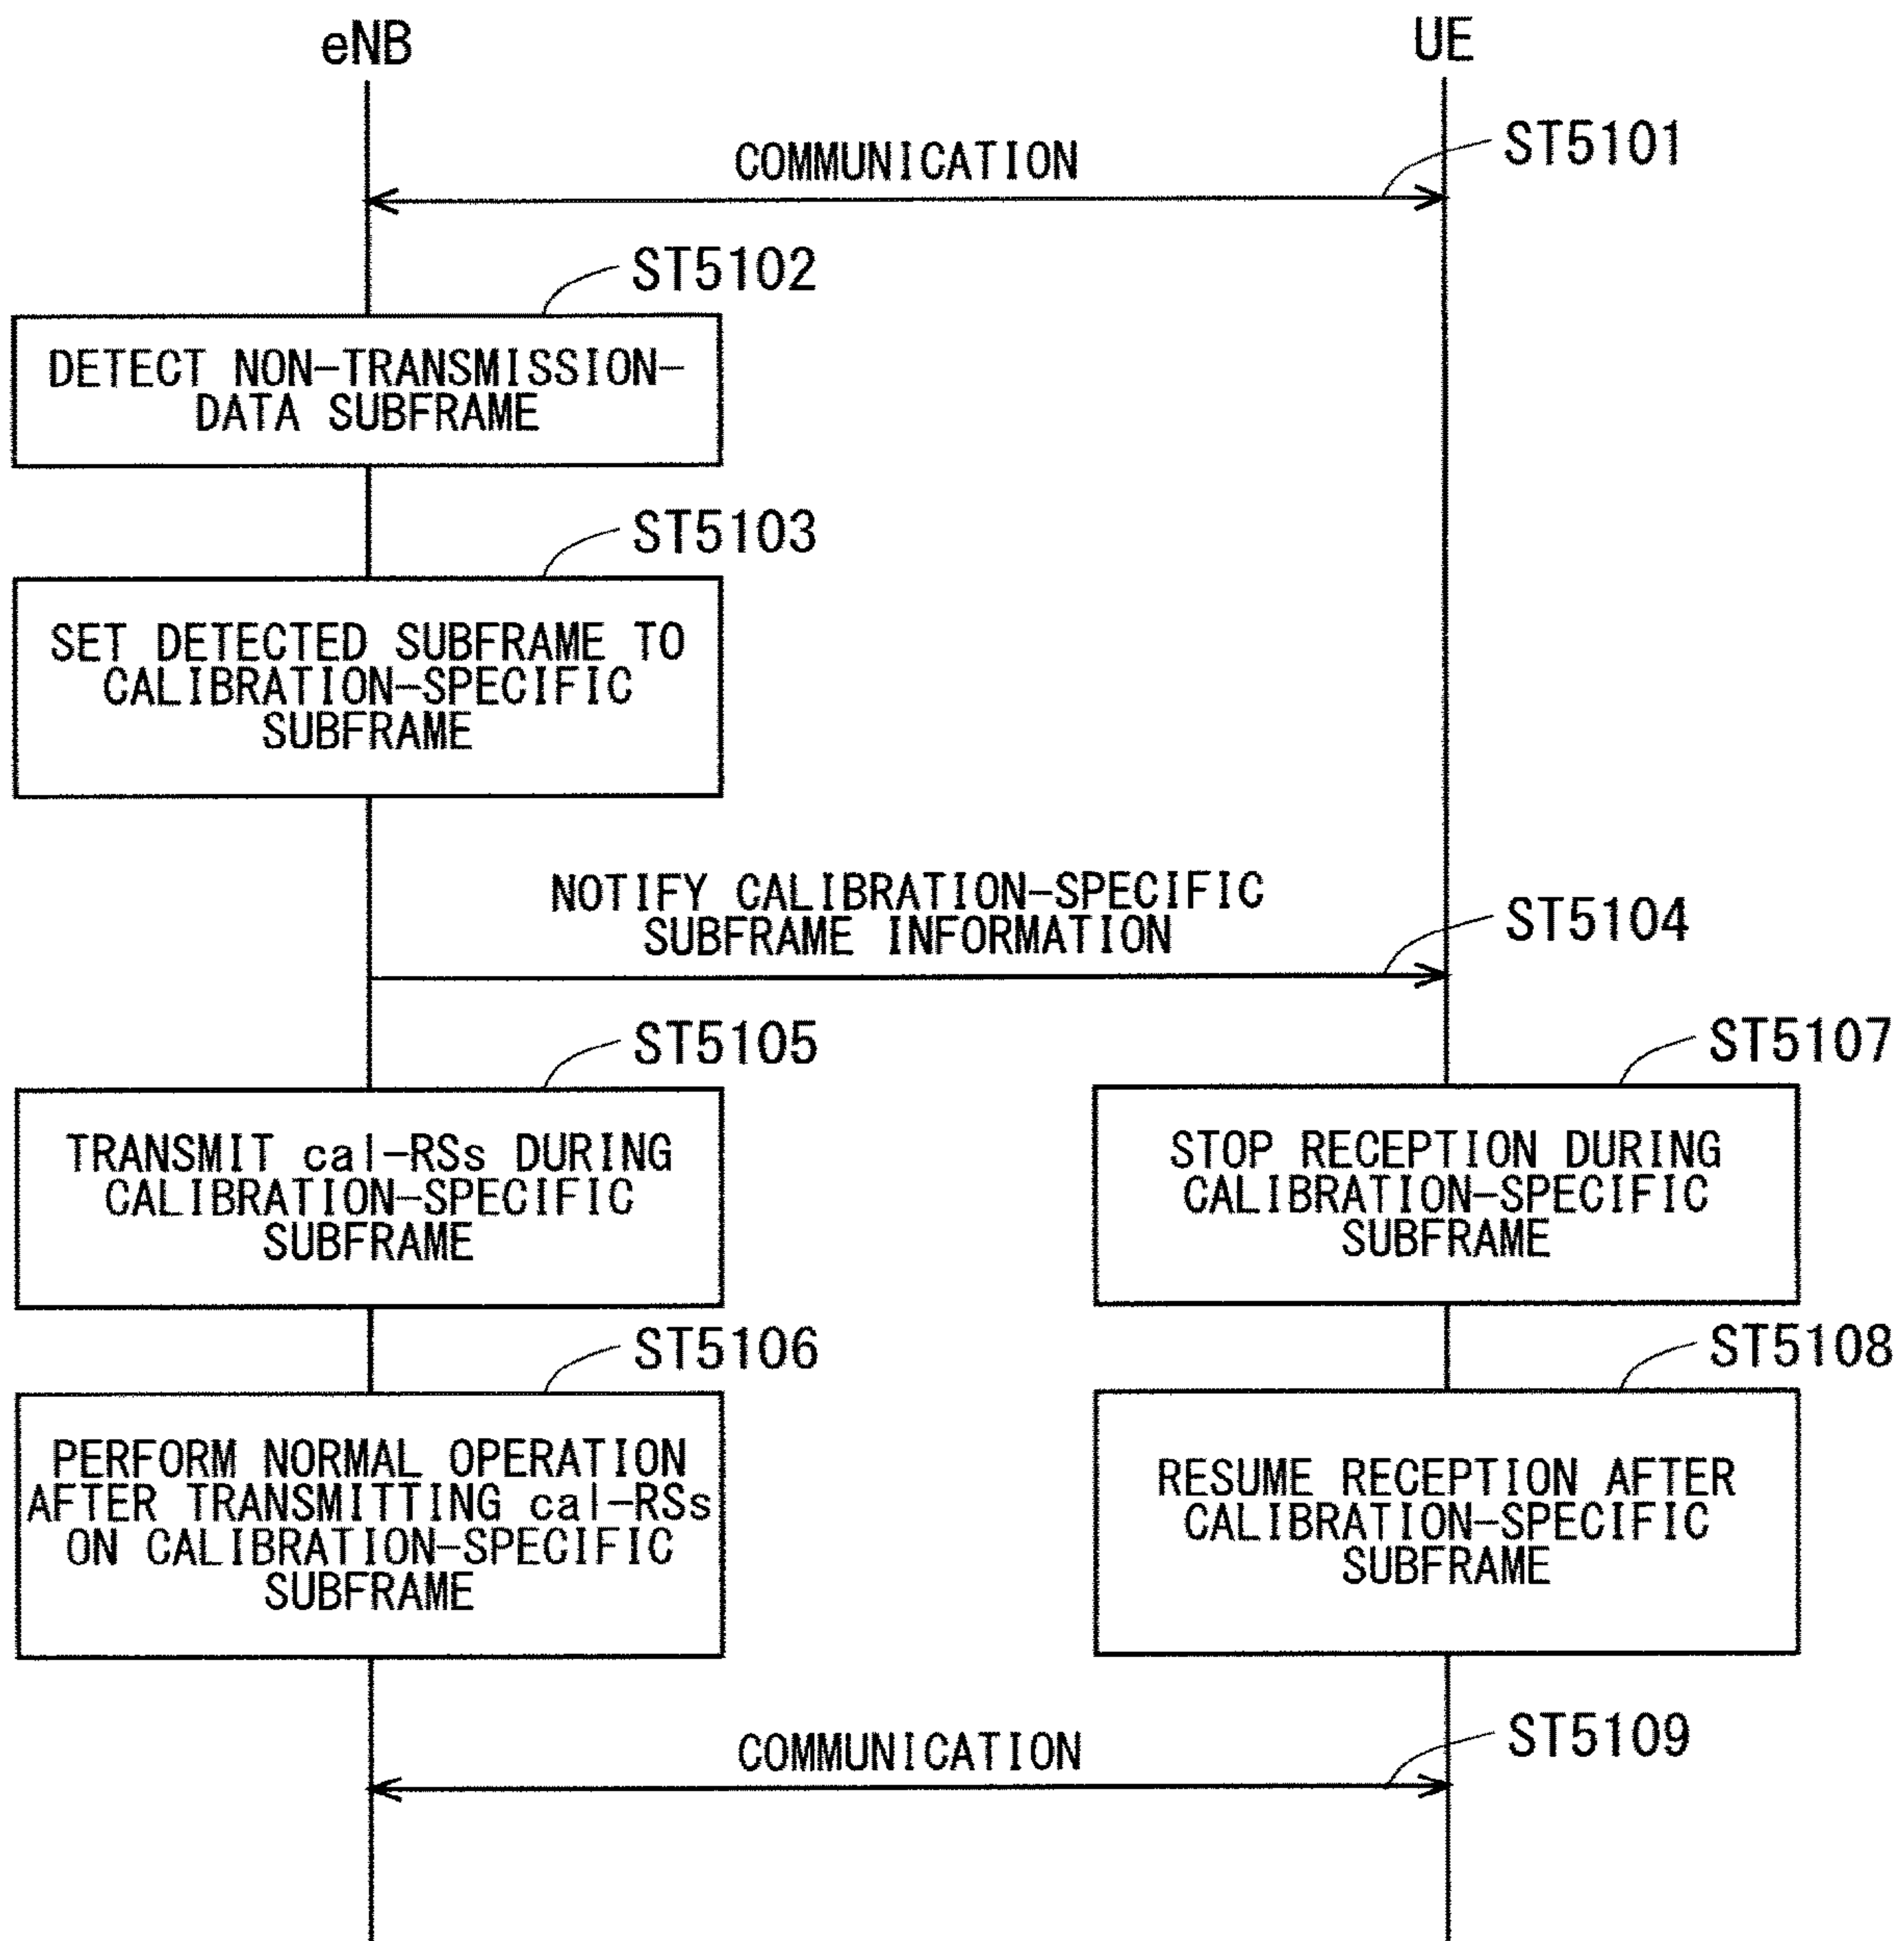 eNB
UE
COMMUNICATION
ST5101
ST5102
DETECT NON-TRANSMISSION-
DATA SUBFRAME
ST5103
SET DETECTED SUBFRAME TO
CALIBRATION-SPECIFIC
SUBFRAME
NOTIFY CALIBRATION-SPECIFIC
SUBFRAME INFORMATION
ST5104
ST5105
TRANSMIT cal-RSs DURING
CALIBRATION-SPECIFIC
SUBFRAME
ST5107
STOP RECEPTION DURING
CALIBRATION-SPECIFIC
SUBFRAME
ST5106
PERFORM NORMAL OPERATION
AFTER TRANSMITTING cal-RSs
ON CALIBRATION-SPECIFIC
SUBFRAME
ST5108
RESUME RECEPTION AFTER
CALIBRATION-SPECIFIC
SUBFRAME
COMMUNICATION
ST5109